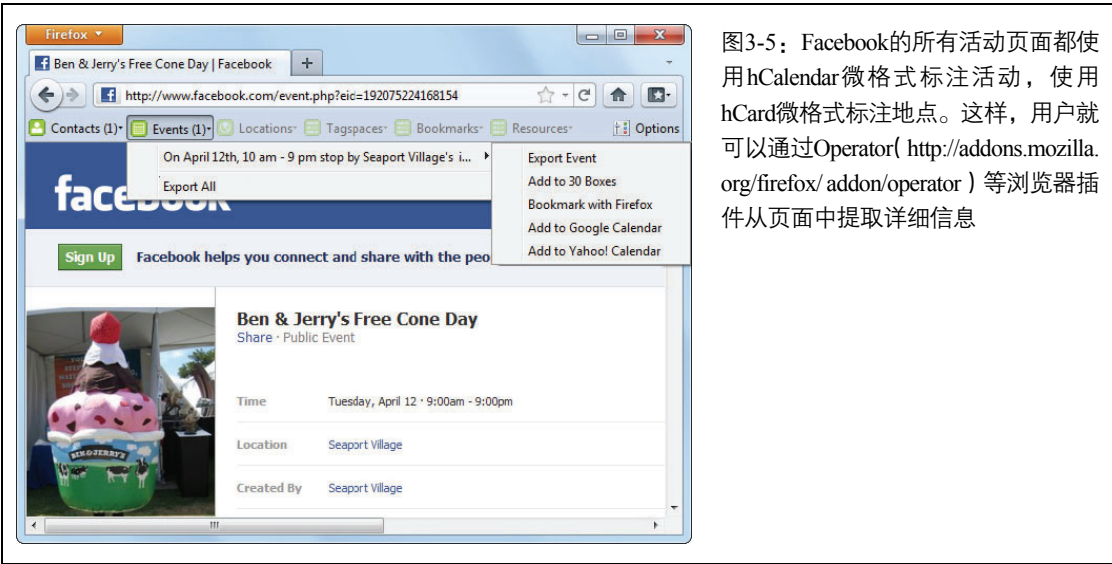 Firefox
Ben & Jerry's Free Cone Day | Facebook
http://www.facebook.com/event.php?eid=192075224168154
Contacts (1) Events (1) Locations Tagspaces Bookmarks Resources Options
On April 12th, 10 am - 9 pm stop by Seaport Village's i...
Export All
Export Event
Add to 30 Boxes
Bookmark with Firefox
Add to Google Calendar
Add to Yahoo! Calendar
facebook
Sign Up Facebook helps you connect and share with the peo
Ben & Jerry's Free Cone Day
Share · Public Event
Time Tuesday, April 12 · 9:00am - 9:00pm
Location Seaport Village
Created By Seaport Village
BEN & JERRY'S
图3-5：Facebook的所有活动页面都使
用hCalendar微格式标注活动，使用
hCard微格式标注地点。这样，用户就
可以通过Operator（http://addons.mozilla.
org/firefox/ addon/operator）等浏览器插
件从页面中提取详细信息